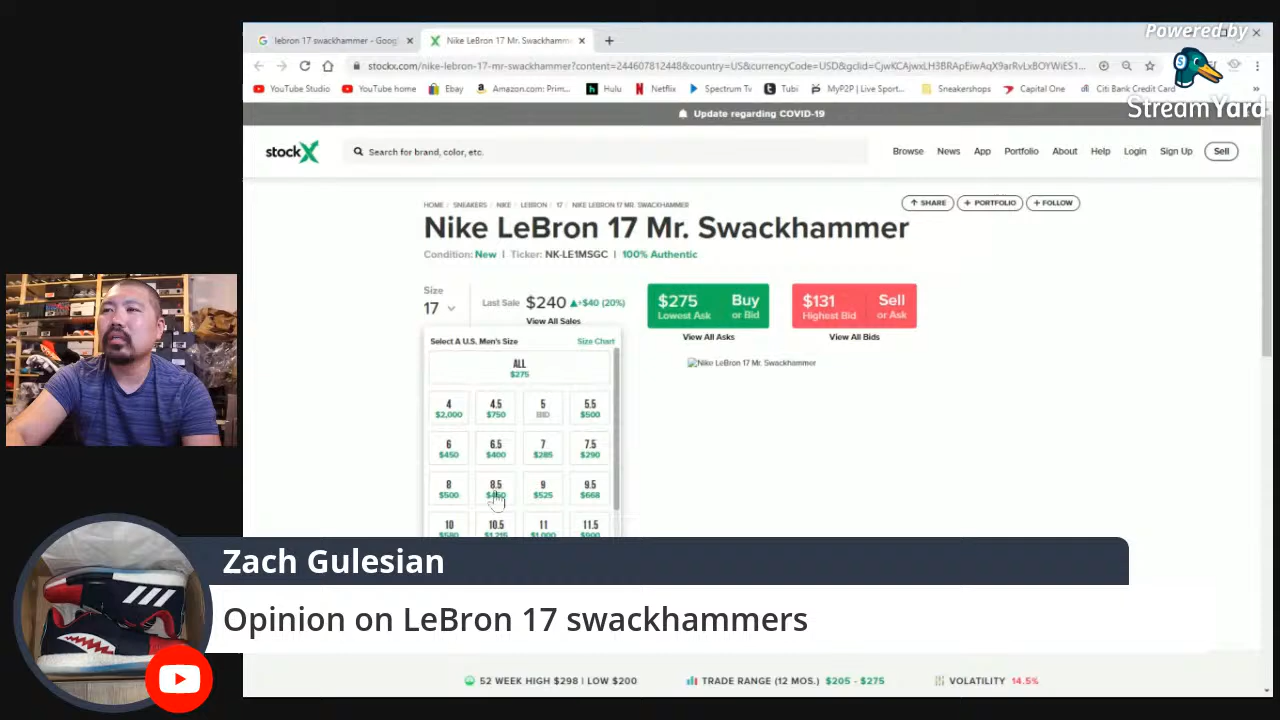 Powered by
StreamYard
lebron 17 swackhammer - Goog
Nike LeBron 17 Mr. Swackhamme
stockx.com/nike-lebron-17-mr-swackhammer?content=244607812448&country=US&currencyCode=USD&gclid=CjwKCAjwxLH3BRApEiwAqX9arRvLxBOYWiES1...
YouTube Studio YouTube home Ebay Amazon.com: Prim... Hulu Netflix Spectrum Tv Tubi MyP2P | Live Sport... Sneakershops Capital One Citi Bank Credit Card
Update regarding COVID-19
stockX Search for brand, color, etc. Browse News App Portfolio About Help Login Sign Up Sell
HOME / SNEAKERS / NIKE / LEBRON / 17 / NIKE LEBRON 17 MR. SWACKHAMMER
SHARE + PORTFOLIO + FOLLOW
Nike LeBron 17 Mr. Swackhammer
Condition: New | Ticker: NK-LE1MSGC | 100% Authentic
Size
17
Last Sale $240 +$40 (20%)
View All Sales
$275 Buy
Lowest Ask or Bid
View All Asks
$131 Sell
Highest Bid or Ask
View All Bids
Select A U.S. Men's Size Size Chart
ALL
$275
4 4.5 5 5.5
$2,000 $750 BID $500
6 6.5 7 7.5
$450 $400 $285 $290
8 8.5 9 9.5
$500 $525 $668
10 10.5 11 11.5
Nike LeBron 17 Mr. Swackhammer
Zach Gulesian
Opinion on LeBron 17 swackhammers
52 WEEK HIGH $298 | LOW $200
TRADE RANGE (12 MOS.) $205 - $275
VOLATILITY 14.5%